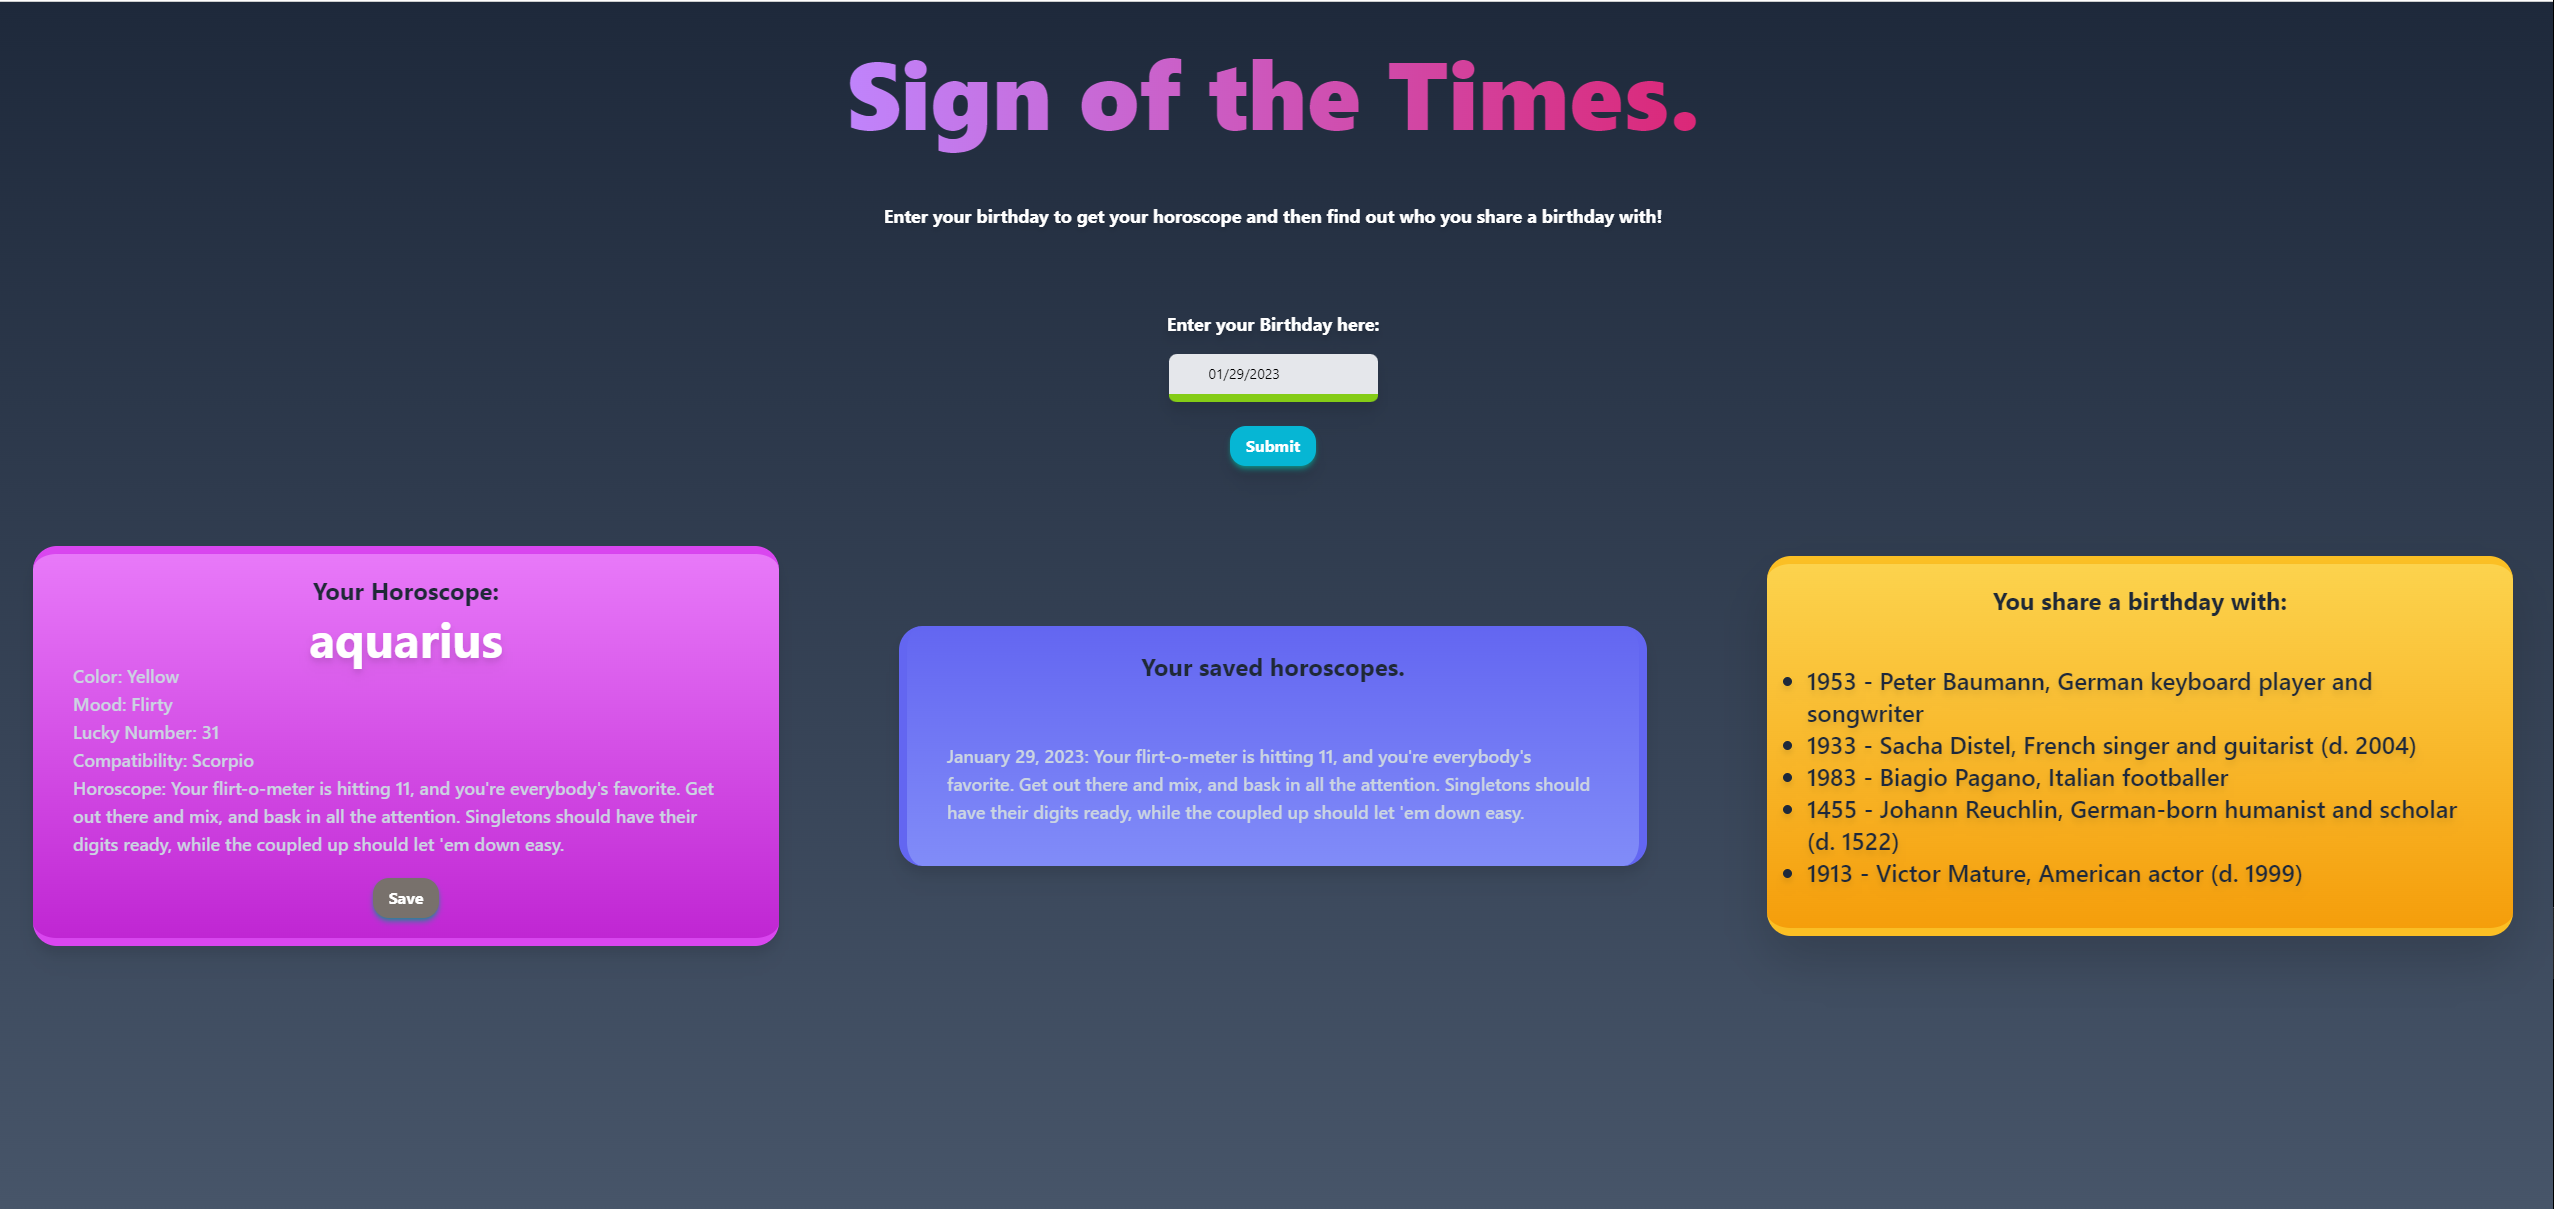 Sign of the Times.
Enter your birthday to get your horoscope and then find out who you share a birthday with!
Enter your Birthday here:
01/29/2023
Submit
Your Horoscope:
aquarius
Color: Yellow
Mood: Flirty
Lucky Number: 31
Compatibility: Scorpio
Horoscope: Your flirt-o-meter is hitting 11, and you're everybody's favorite. Get
out there and mix, and bask in all the attention. Singletons should have their
digits ready, while the coupled up should let 'em down easy.
Save
Your saved horoscopes.
January 29, 2023: Your flirt-o-meter is hitting 11, and you're everybody's
favorite. Get out there and mix, and bask in all the attention. Singletons should
have their digits ready, while the coupled up should let 'em down easy.
You share a birthday with:
• 1953 - Peter Baumann, German keyboard player and
songwriter
• 1933 - Sacha Distel, French singer and guitarist (d. 2004)
• 1983 - Biagio Pagano, Italian footballer
• 1455 - Johann Reuchlin, German-born humanist and scholar
(d. 1522)
• 1913 - Victor Mature, American actor (d. 1999)